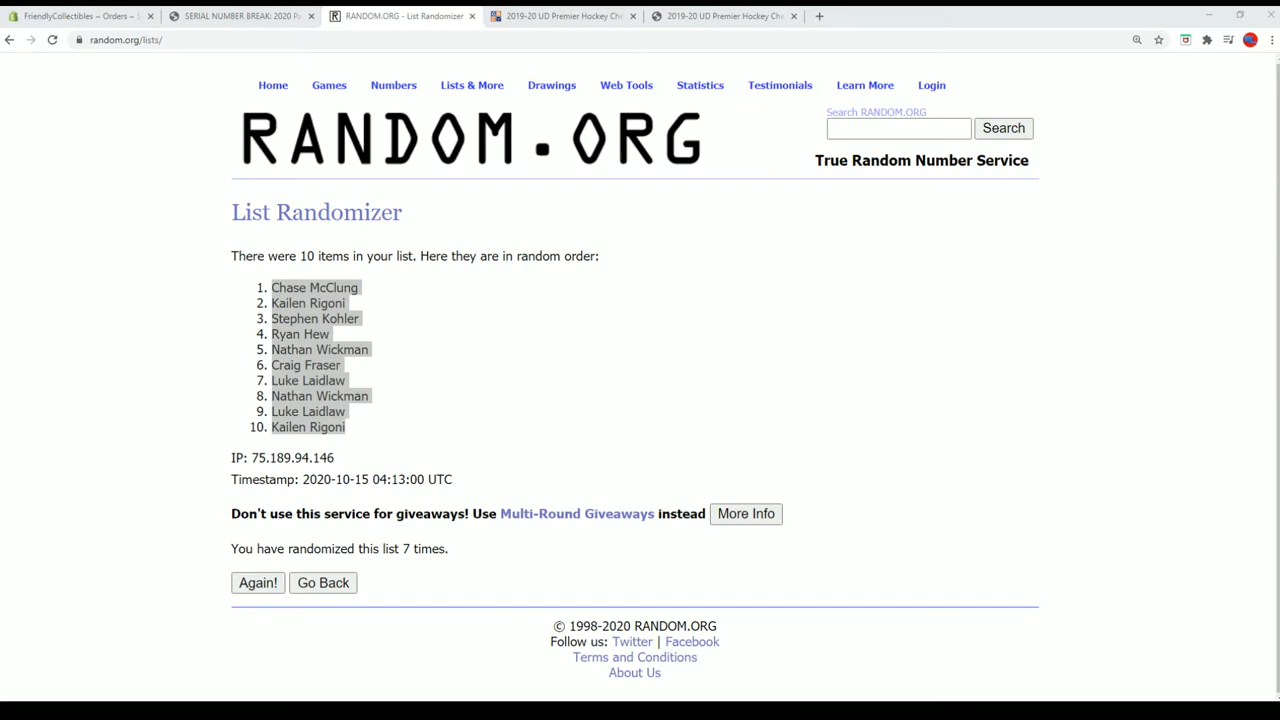 FriendlyCollectibles ~ Orders ~ S
SERIAL NUMBER BREAK: 2020 Pa
RANDOM.ORG - List Randomizer
2019-20 UD Premier Hockey Che
2019-20 UD Premier Hockey Che
random.org/lists/
Home Games Numbers Lists & More Drawings Web Tools Statistics Testimonials Learn More Login
RANDOM.ORG
Search RANDOM.ORG
Search
True Random Number Service
List Randomizer
There were 10 items in your list. Here they are in random order:
1. Chase McClung
2. Kailen Rigoni
3. Stephen Kohler
4. Ryan Hew
5. Nathan Wickman
6. Craig Fraser
7. Luke Laidlaw
8. Nathan Wickman
9. Luke Laidlaw
10. Kailen Rigoni
IP: 75.189.94.146
Timestamp: 2020-10-15 04:13:00 UTC
Don't use this service for giveaways! Use Multi-Round Giveaways instead More Info
You have randomized this list 7 times.
Again! Go Back
© 1998-2020 RANDOM.ORG
Follow us: Twitter | Facebook
Terms and Conditions
About Us